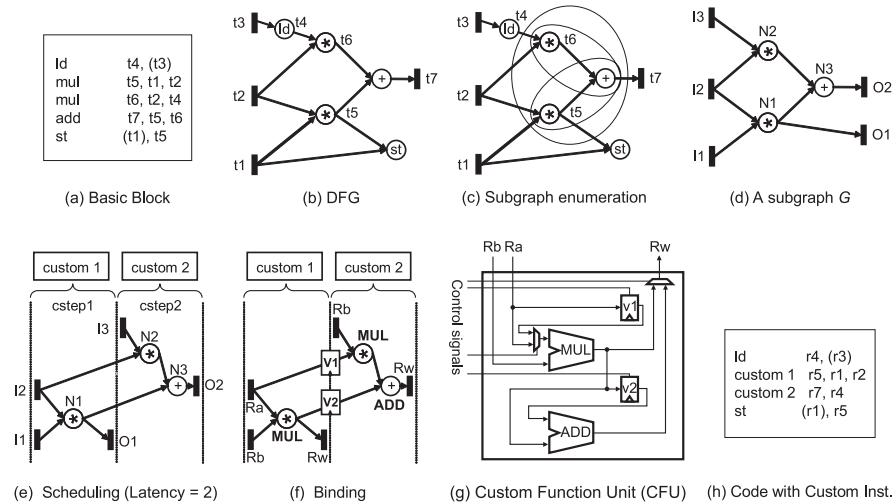 ld t4, (t3)
mul t5, t1, t2
mul t6, t2, t4
add t7, t5, t6
st (t1), t5
(a) Basic Block
t3
ld
t4
*
t6
+
t7
t2
*
t5
st
t1
(b) DFG
t3
ld
t4
*
t6
+
t7
t2
*
t5
st
t1
(c) Subgraph enumeration
I3
N2
*
N3
+
O2
I2
N1
*
O1
I1
(d) A subgraph G
custom 1
custom 2
cstep1
cstep2
I3
N2
*
N3
+
O2
I2
N1
*
I1
O1
(e) Scheduling (Latency = 2)
custom 1
custom 2
Rb
MUL
*
V1
Rw
+
V2
ADD
Ra
*
MUL
Rb
Rw
(f) Binding
Rb Ra
Rw
Control signals
v1
MUL
v2
ADD
(g) Custom Function Unit (CFU)
ld r4, (r3)
custom 1 r5, r1, r2
custom 2 r7, r4
st (r1), r5
(h) Code with Custom Inst.